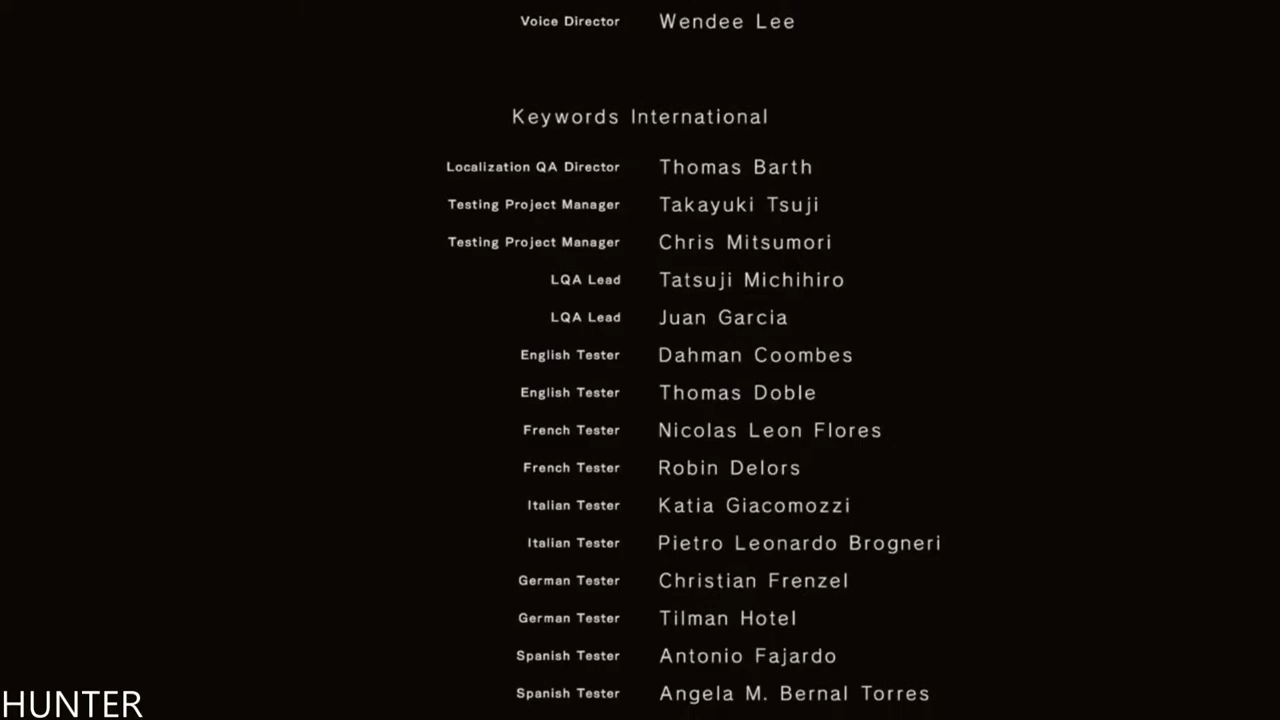 Voice Director Wendee Lee
Keywords International
Localization QA Director Thomas Barth
Testing Project Manager Takayuki Tsuji
Testing Project Manager Chris Mitsumori
LQA Lead Tatsuji Michihiro
LQA Lead Juan Garcia
English Tester Dahman Coombes
English Tester Thomas Doble
French Tester Nicolas Leon Flores
French Tester Robin Delors
Italian Tester Katia Giacomozzi
Italian Tester Pietro Leonardo Brogneri
German Tester Christian Frenzel
German Tester Tilman Hotel
Spanish Tester Antonio Fajardo
Spanish Tester Angela M. Bernal Torres
HUNTER